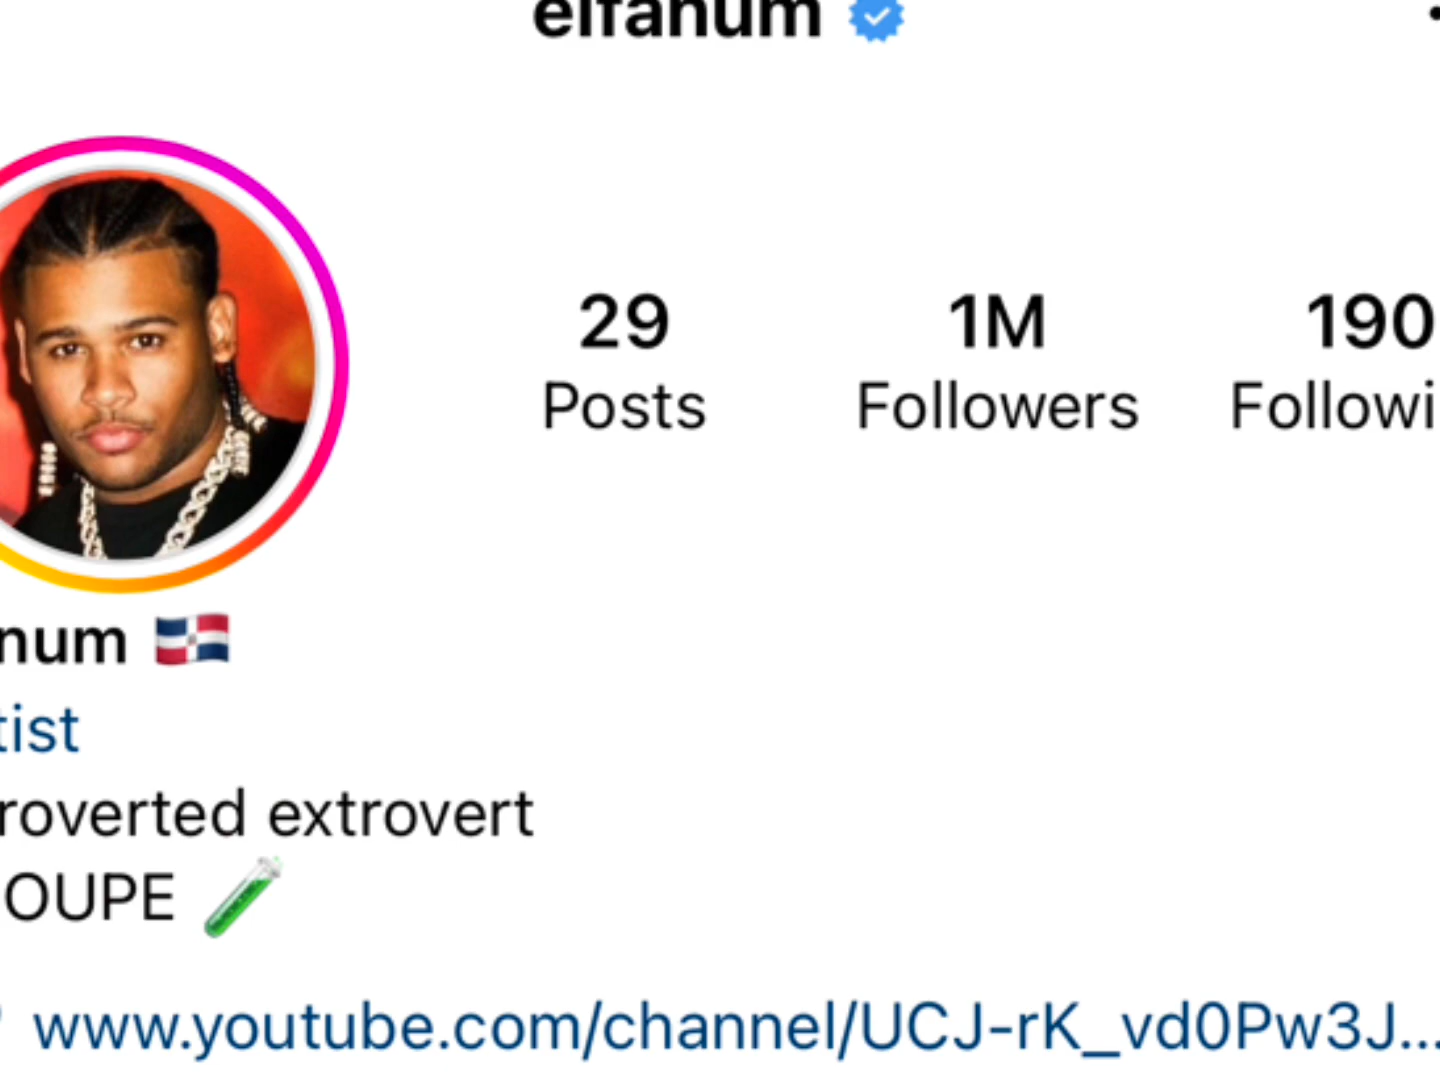 elfanum
29 1M 190
Posts Followers Followi
num
tist
roverted extrovert
OUPE
www.youtube.com/channel/UCJ-rK_vd0Pw3J...